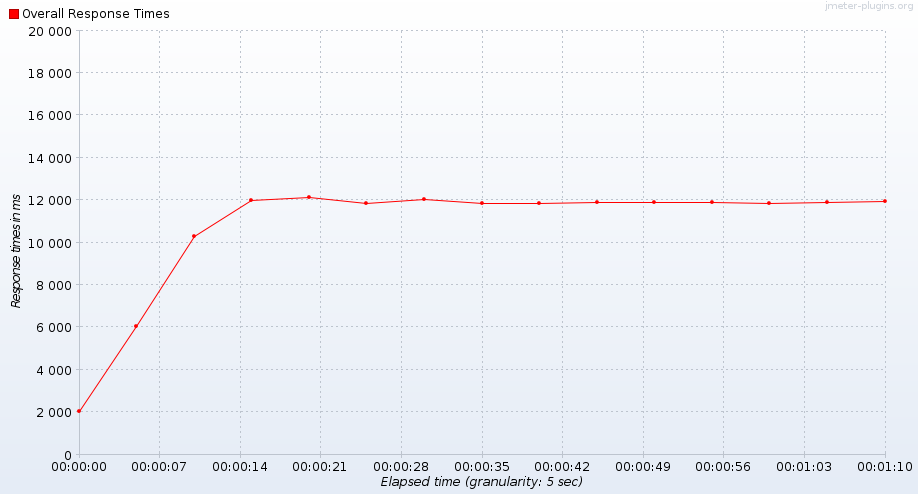 jmeter-plugins.org
Overall Response Times
20 000
18 000
16 000
14 000
12 000
10 000
8 000
6 000
4 000
2 000
0
Response times in ms
00:00:00 00:00:07 00:00:14 00:00:21 00:00:28 00:00:35 00:00:42 00:00:49 00:00:56 00:01:03 00:01:10
Elapsed time (granularity: 5 sec)